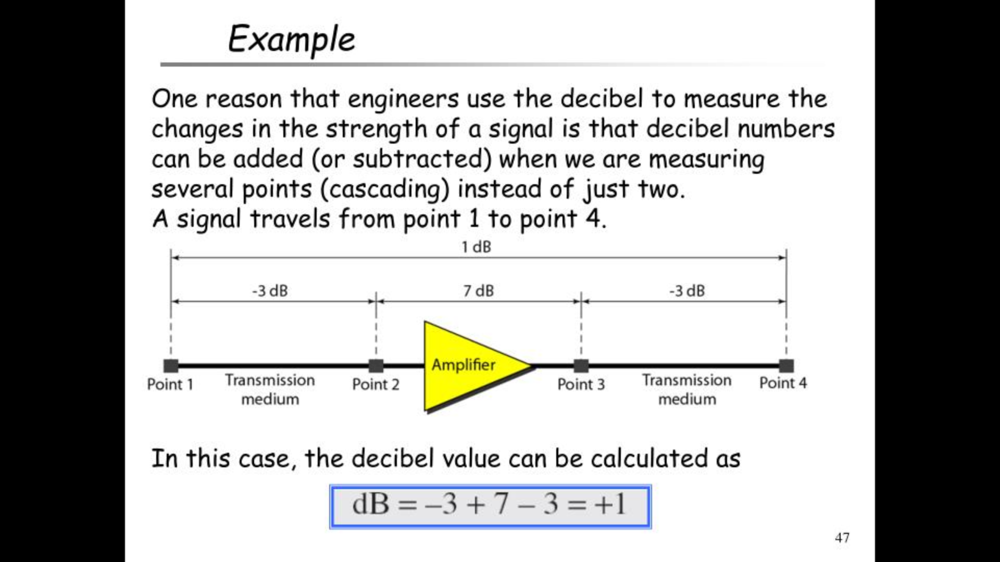 Example
One reason that engineers use the decibel to measure the
changes in the strength of a signal is that decibel numbers
can be added (or subtracted) when we are measuring
several points (cascading) instead of just two.
A signal travels from point 1 to point 4.
1 dB
-3 dB
7 dB
-3 dB
Amplifier
Point 1
Transmission
medium
Point 2
Point 3
Transmission
medium
Point 4
In this case, the decibel value can be calculated as
dB = –3 + 7 – 3 = +1
47